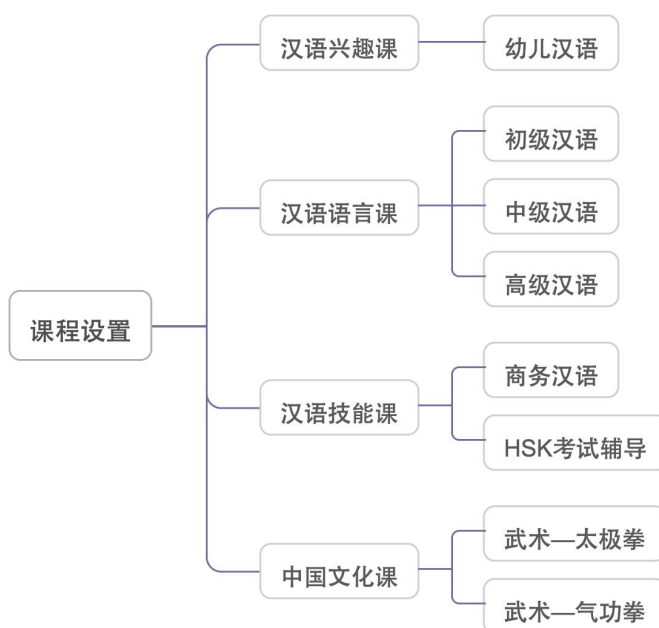 汉语兴趣课
幼儿汉语
初级汉语
汉语语言课
中级汉语
高级汉语
课程设置
商务汉语
汉语技能课
HSK考试辅导
武术—太极拳
中国文化课
武术—气功拳